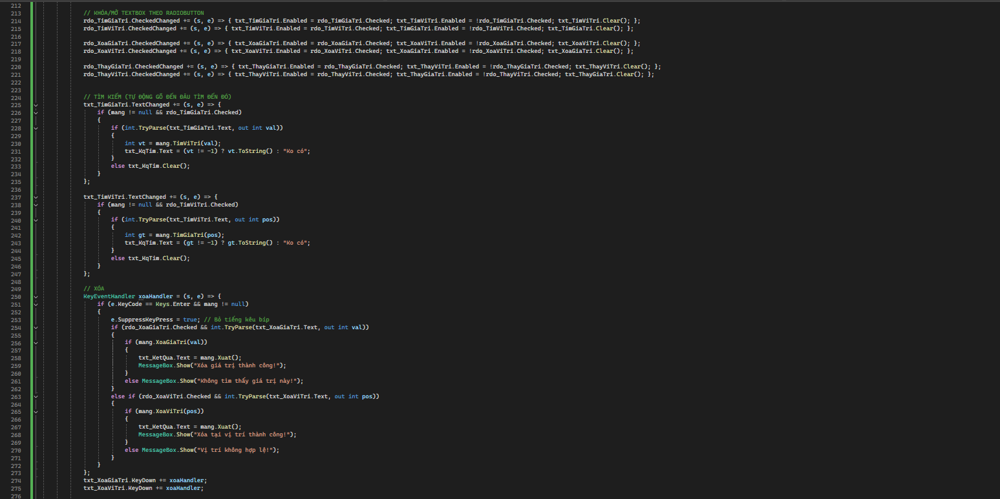 212
213 // KHÓA/MỞ TEXTBOX THEO RADIOBUTTON
214 rdo_TimGiaTri.CheckedChanged += (s, e) => { txt_TimGiaTri.Enabled = rdo_TimGiaTri.Checked; txt_TimViTri.Enabled = !rdo_TimGiaTri.Checked; txt_TimViTri.Clear(); };
215 rdo_TimViTri.CheckedChanged += (s, e) => { txt_TimViTri.Enabled = rdo_TimViTri.Checked; txt_TimGiaTri.Enabled = !rdo_TimViTri.Checked; txt_TimGiaTri.Clear(); };
216
217 rdo_XoaGiaTri.CheckedChanged += (s, e) => { txt_XoaGiaTri.Enabled = rdo_XoaGiaTri.Checked; txt_XoaViTri.Enabled = !rdo_XoaGiaTri.Checked; txt_XoaViTri.Clear(); };
218 rdo_XoaViTri.CheckedChanged += (s, e) => { txt_XoaViTri.Enabled = rdo_XoaViTri.Checked; txt_XoaGiaTri.Enabled = !rdo_XoaViTri.Checked; txt_XoaGiaTri.Clear(); };
219
220 rdo_ThayGiaTri.CheckedChanged += (s, e) => { txt_ThayGiaTri.Enabled = rdo_ThayGiaTri.Checked; txt_ThayViTri.Enabled = !rdo_ThayGiaTri.Checked; txt_ThayViTri.Clear(); };
221 rdo_ThayViTri.CheckedChanged += (s, e) => { txt_ThayViTri.Enabled = rdo_ThayViTri.Checked; txt_ThayGiaTri.Enabled = !rdo_ThayViTri.Checked; txt_ThayGiaTri.Clear(); };
222
223
224 // TÌM KIẾM (TỰ ĐỘNG GÕ ĐẾN ĐÂU TÌM ĐẾN ĐÓ)
225 txt_TimGiaTri.TextChanged += (s, e) => {
226 if (mang != null && rdo_TimGiaTri.Checked)
227 {
228 if (int.TryParse(txt_TimGiaTri.Text, out int val))
229 {
230 int vt = mang.TimViTri(val);
231 txt_KqTim.Text = (vt != -1) ? vt.ToString() : "Ko có";
232 }
233 else txt_KqTim.Clear();
234 }
235 };
236
237 txt_TimViTri.TextChanged += (s, e) => {
238 if (mang != null && rdo_TimViTri.Checked)
239 {
240 if (int.TryParse(txt_TimViTri.Text, out int pos))
241 {
242 int gt = mang.TimGiaTri(pos);
243 txt_KqTim.Text = (gt != -1) ? gt.ToString() : "Ko có";
244 }
245 else txt_KqTim.Clear();
246 }
247 };
248
249 // XÓA
250 KeyEventHandler xoaHandler = (s, e) => {
251 if (e.KeyCode == Keys.Enter && mang != null)
252 {
253 e.SuppressKeyPress = true; // Bỏ tiếng kêu bíp
254 if (rdo_XoaGiaTri.Checked && int.TryParse(txt_XoaGiaTri.Text, out int val))
255 {
256 if (mang.XoaGiaTri(val))
257 {
258 txt_KetQua.Text = mang.Xuat();
259 MessageBox.Show("Xóa giá trị thành công!");
260 }
261 else MessageBox.Show("Không tìm thấy giá trị này!");
262 }
263 else if (rdo_XoaViTri.Checked && int.TryParse(txt_XoaViTri.Text, out int pos))
264 {
265 if (mang.XoaViTri(pos))
266 {
267 txt_KetQua.Text = mang.Xuat();
268 MessageBox.Show("Xóa tại vị trí thành công!");
269 }
270 else MessageBox.Show("Vị trí không hợp lệ!");
271 }
272 }
273 };
274 txt_XoaGiaTri.KeyDown += xoaHandler;
275 txt_XoaViTri.KeyDown += xoaHandler;
276